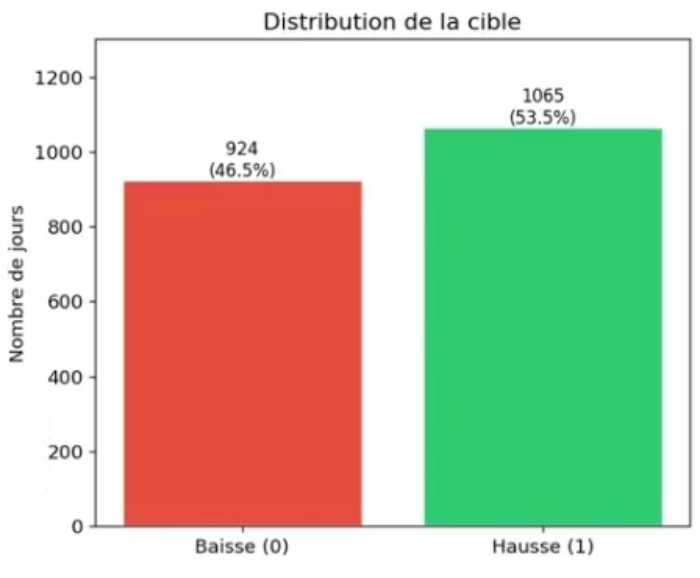 Distribution de la cible
Nombre de jours
1200
1000
800
600
400
200
0
924
(46.5%)
1065
(53.5%)
Baisse (0)
Hausse (1)